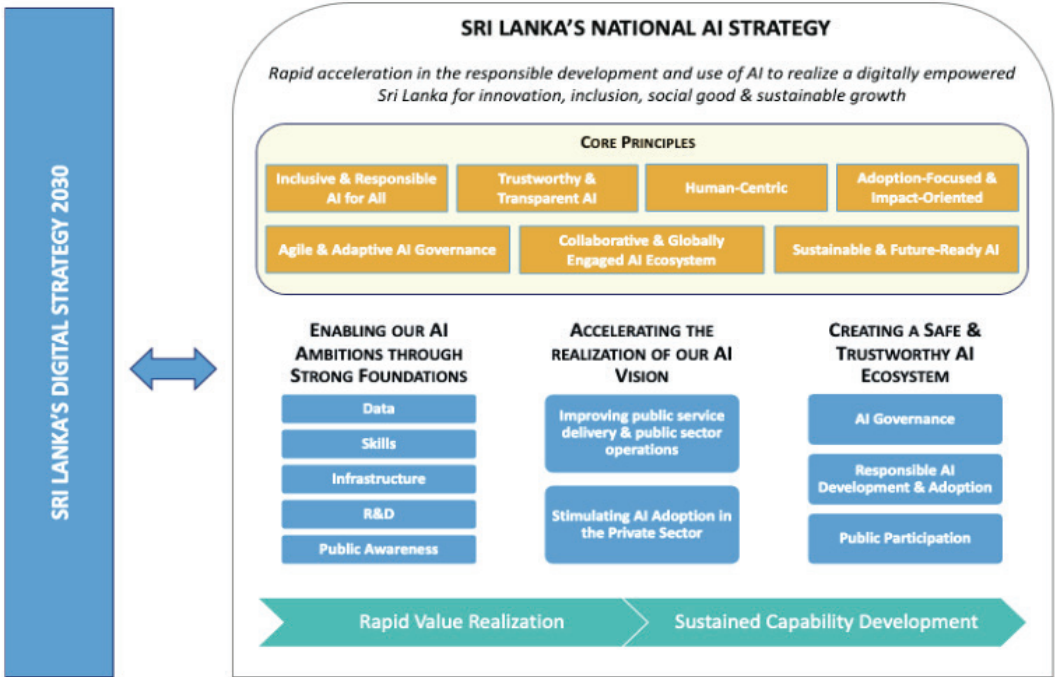 SRI LANKA'S DIGITAL STRATEGY 2030
SRI LANKA'S NATIONAL AI STRATEGY
Rapid acceleration in the responsible development and use of AI to realize a digitally empowered
Sri Lanka for innovation, inclusion, social good & sustainable growth
CORE PRINCIPLES
Inclusive & Responsible
AI for All
Trustworthy &
Transparent AI
Human-Centric
Adoption-Focused &
Impact-Oriented
Agile & Adaptive AI Governance
Collaborative & Globally
Engaged AI Ecosystem
Sustainable & Future-Ready AI
ENABLING OUR AI
AMBITIONS THROUGH
STRONG FOUNDATIONS
Data
Skills
Infrastructure
R&D
Public Awareness
ACCELERATING THE
REALIZATION OF OUR AI
VISION
Improving public service
delivery & public sector
operations
Stimulating AI Adoption in
the Private Sector
CREATING A SAFE &
TRUSTWORTHY AI
ECOSYSTEM
AI Governance
Responsible AI
Development & Adoption
Public Participation
Rapid Value Realization
Sustained Capability Development